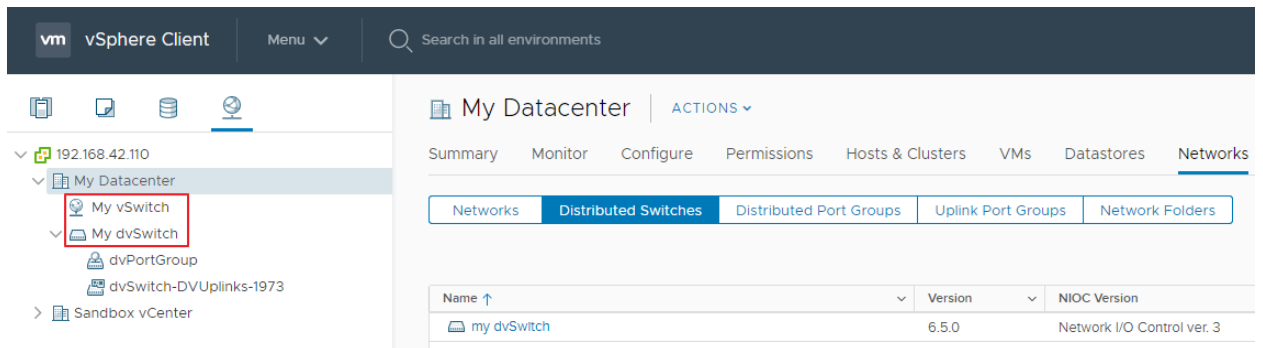 vm vSphere Client Menu Search in all environments
My Datacenter ACTIONS
192.168.42.110
Summary Monitor Configure Permissions Hosts & Clusters VMs Datastores Networks
My Datacenter
My vSwitch
Networks Distributed Switches Distributed Port Groups Uplink Port Groups Network Folders
My dvSwitch
dvPortGroup
dvSwitch-DVUplinks-1973
Name Version NIOC Version
Sandbox vCenter
my dvSwitch 6.5.0 Network I/O Control ver. 3